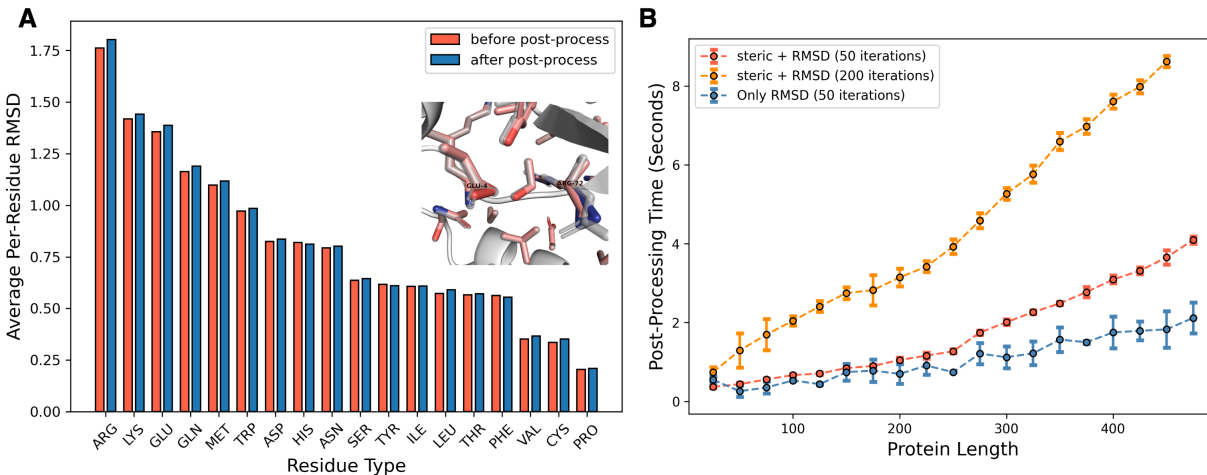 A
Average Per-Residue RMSD
1.75
1.50
1.25
1.00
0.75
0.50
0.25
0.00
before post-process
after post-process
GLU-4
ARG-72
ARG LYS GLU GLN MET TRP ASP HIS ASN SER TYR ILE LEU THR PHE VAL CYS PRO
Residue Type
B
Post-Processing Time (Seconds)
8
6
4
2
0
steric + RMSD (50 iterations)
steric + RMSD (200 iterations)
Only RMSD (50 iterations)
100 200 300 400
Protein Length